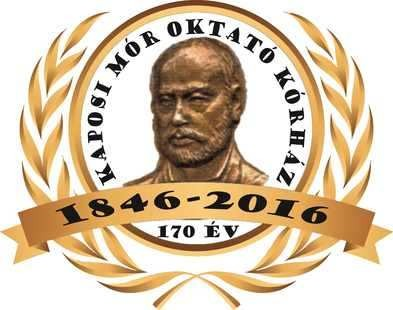 KAPOSI MÓR OKTATÓ KÓRHÁZ
1846-2016
170 ÉV